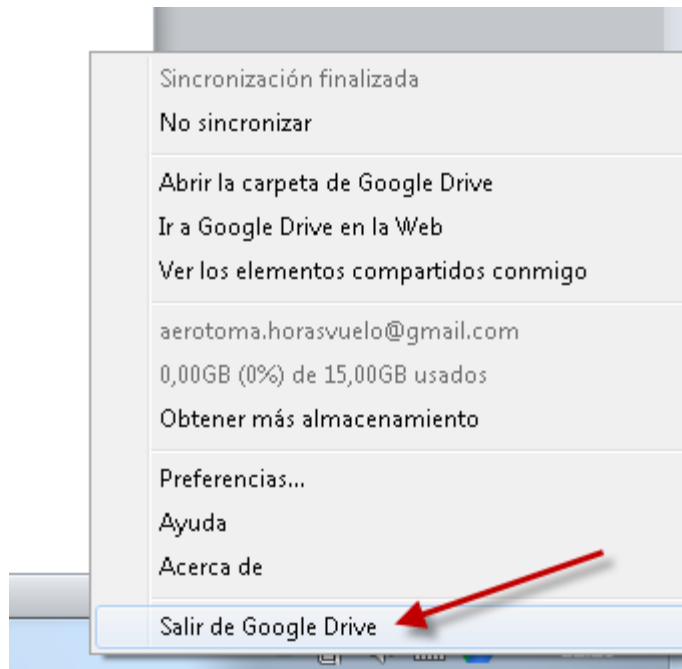 Sincronización finalizada
No sincronizar
Abrir la carpeta de Google Drive
Ir a Google Drive en la Web
Ver los elementos compartidos conmigo
aerotoma.horasvuelo@gmail.com
0,00GB (0%) de 15,00GB usados
Obtener más almacenamiento
Preferencias...
Ayuda
Acerca de
Salir de Google Drive